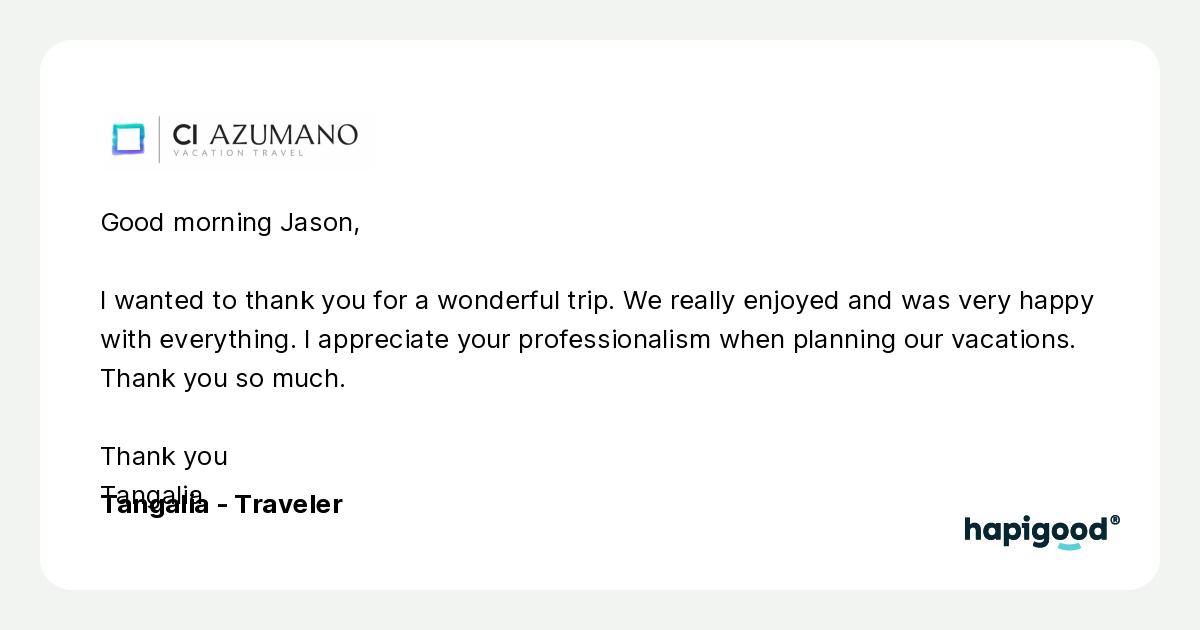 CI AZUMANO
VACATION TRAVEL
Good morning Jason,
I wanted to thank you for a wonderful trip. We really enjoyed and was very happy
with everything. I appreciate your professionalism when planning our vacations.
Thank you so much.
Thank you
Tangalia
Tangalia - Traveler
hapigood®